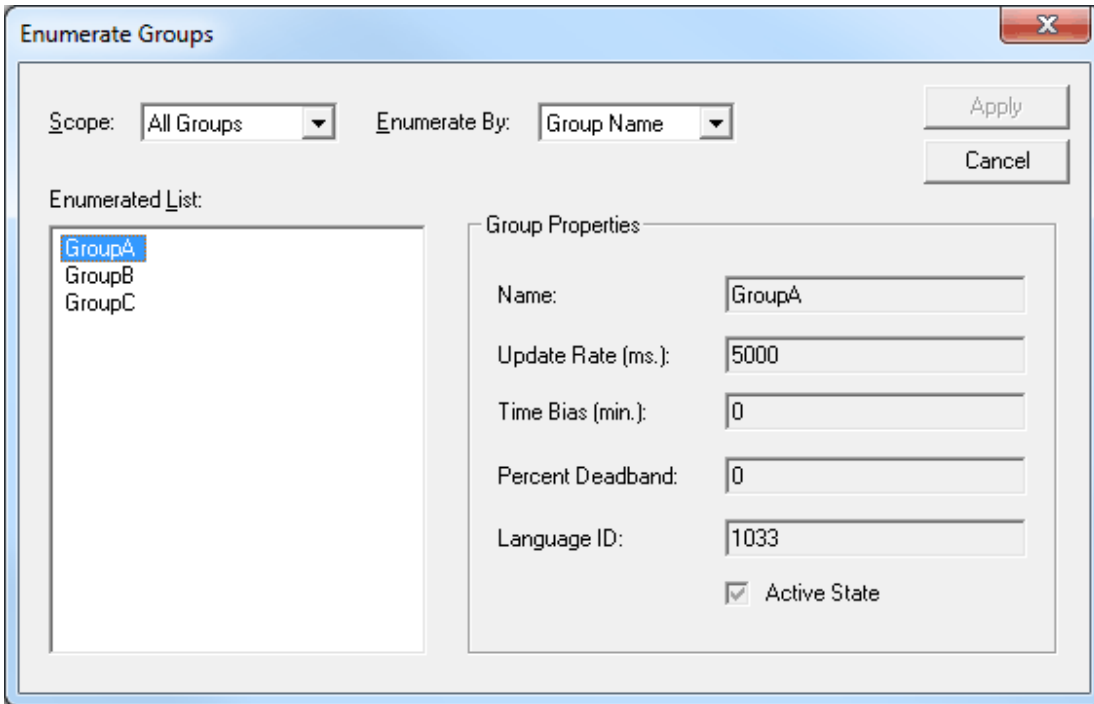 Enumerate Groups
Scope: All Groups Enumerate By: Group Name Apply
Cancel
Enumerated List:
GroupA
GroupB
GroupC
Group Properties
Name: GroupA
Update Rate (ms.): 5000
Time Bias (min.): 0
Percent Deadband: 0
Language ID: 1033
Active State